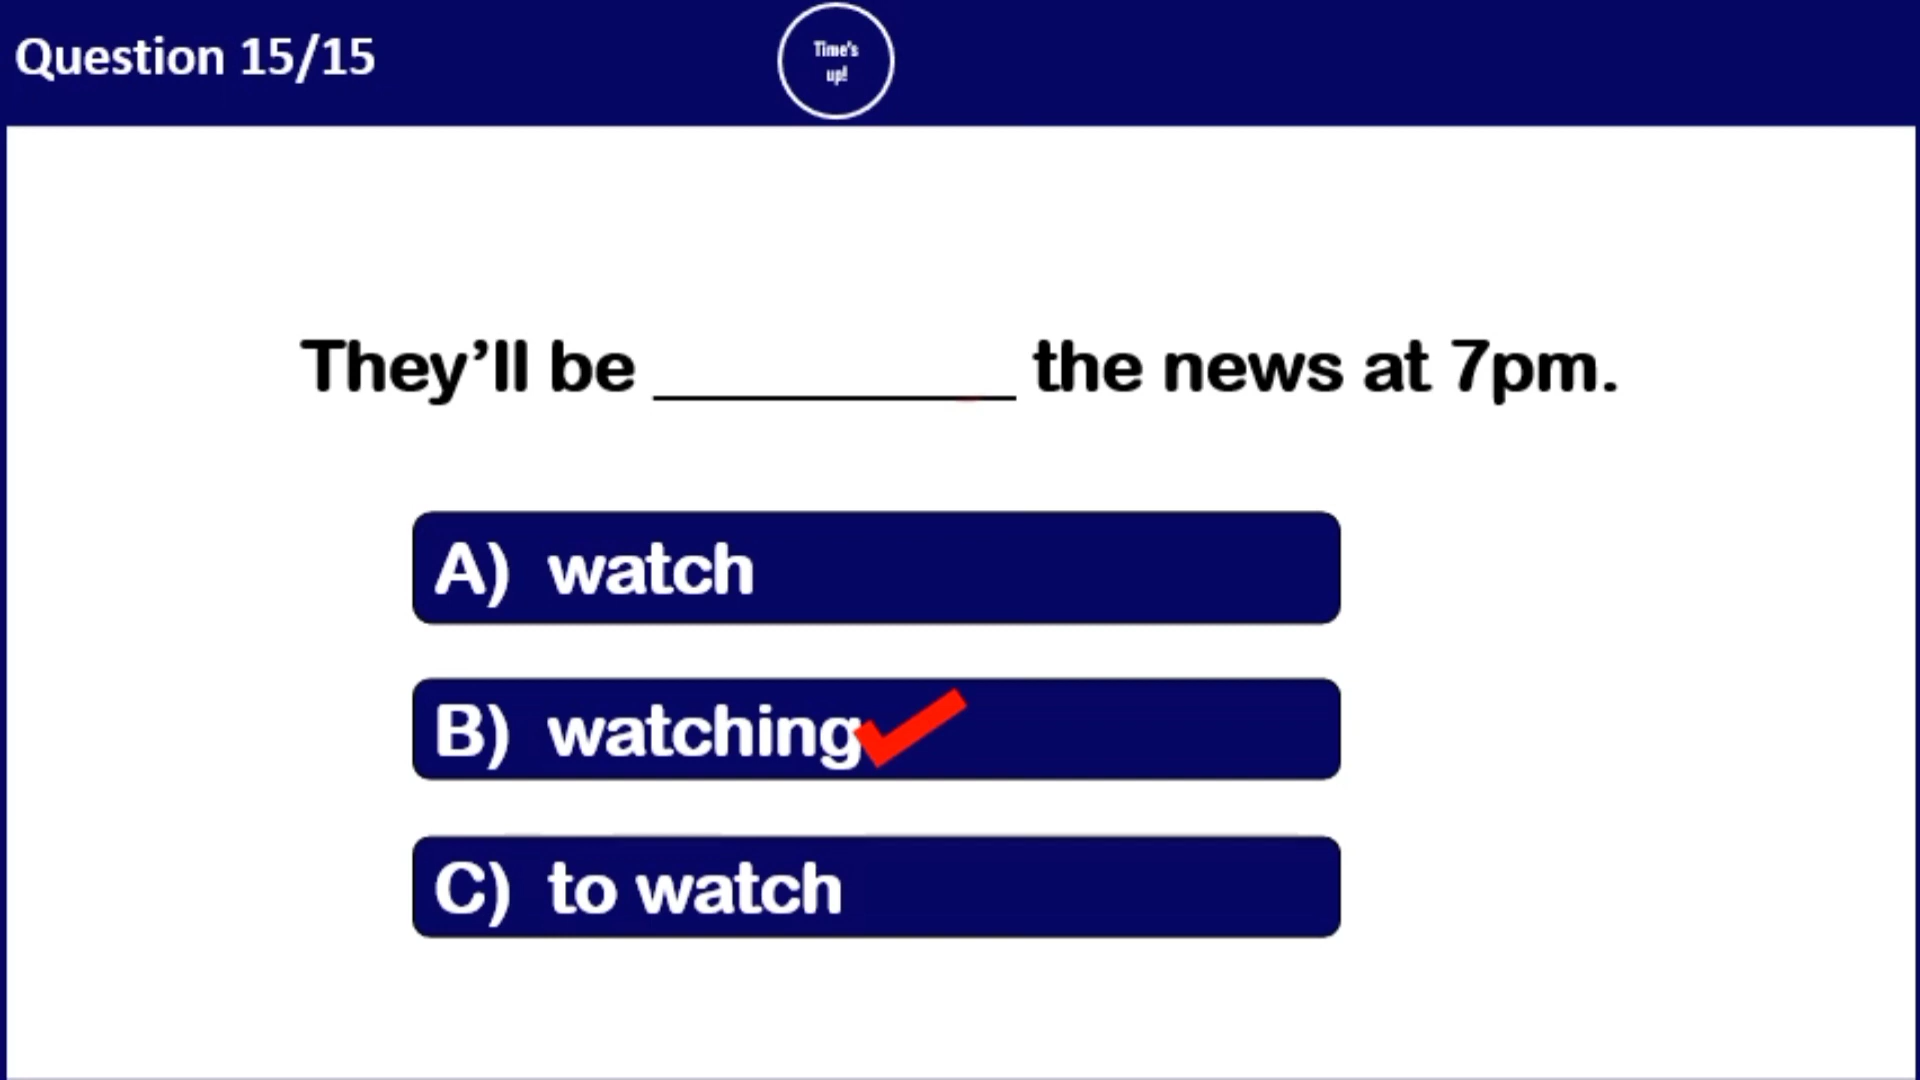 Question 15/15
Time's
up!
They’ll be __________ the news at 7pm.
A) watch
B) watching
C) to watch